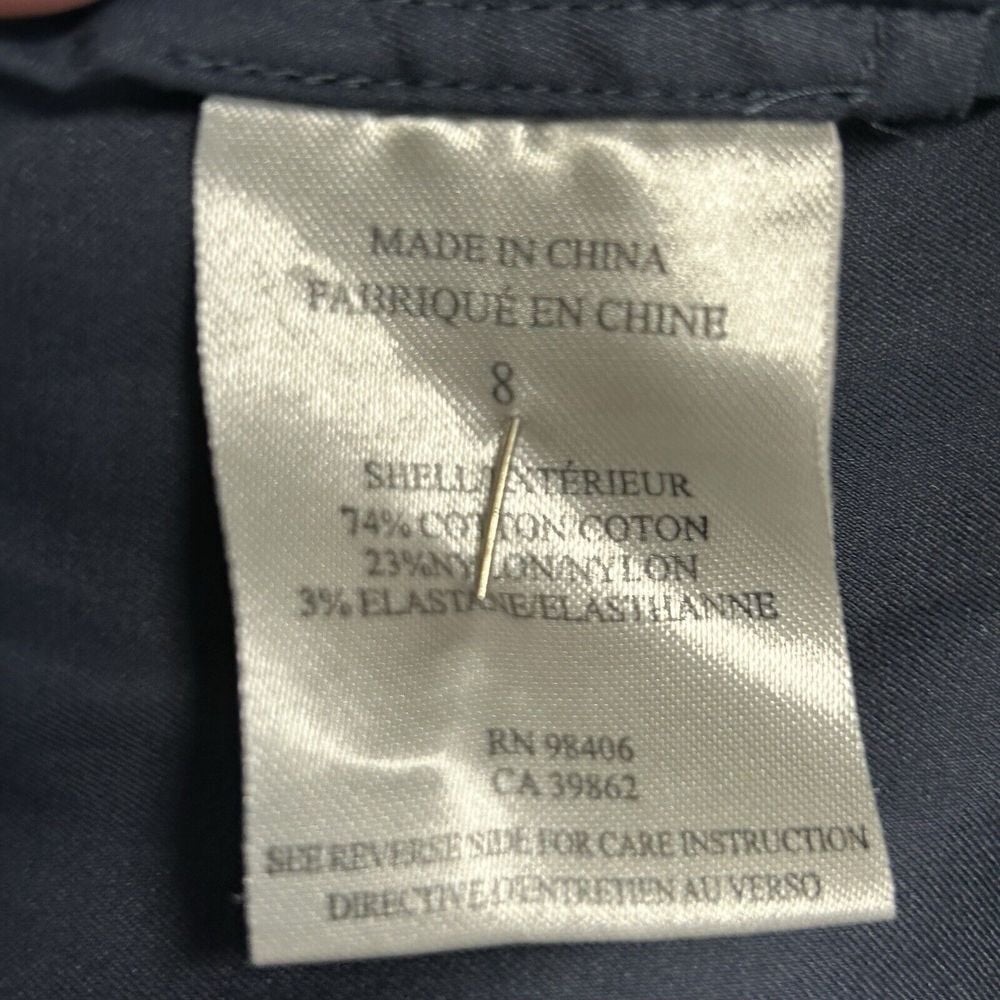 MADE IN CHINA
FABRIQUÉ EN CHINE
8
SHELL/EXTÉRIEUR
74% COTTON/COTON
23%NYLON/NYLON
3% ELASTANE/ELASTHANNE
RN 98406
CA 39862
SEE REVERSE SIDE FOR CARE INSTRUCTION
DIRECTIVE D'ENTRETIEN AU VERSO